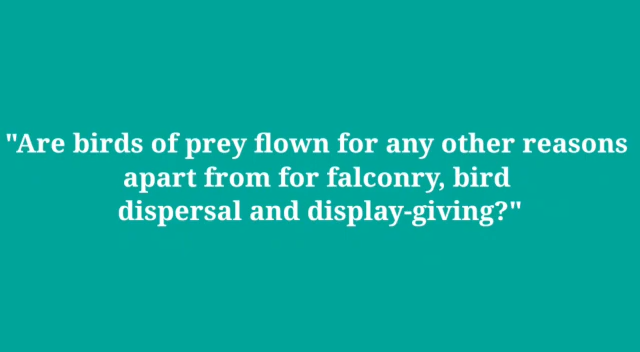 "Are birds of prey flown for any other reasons
apart from for falconry, bird
dispersal and display-giving?"